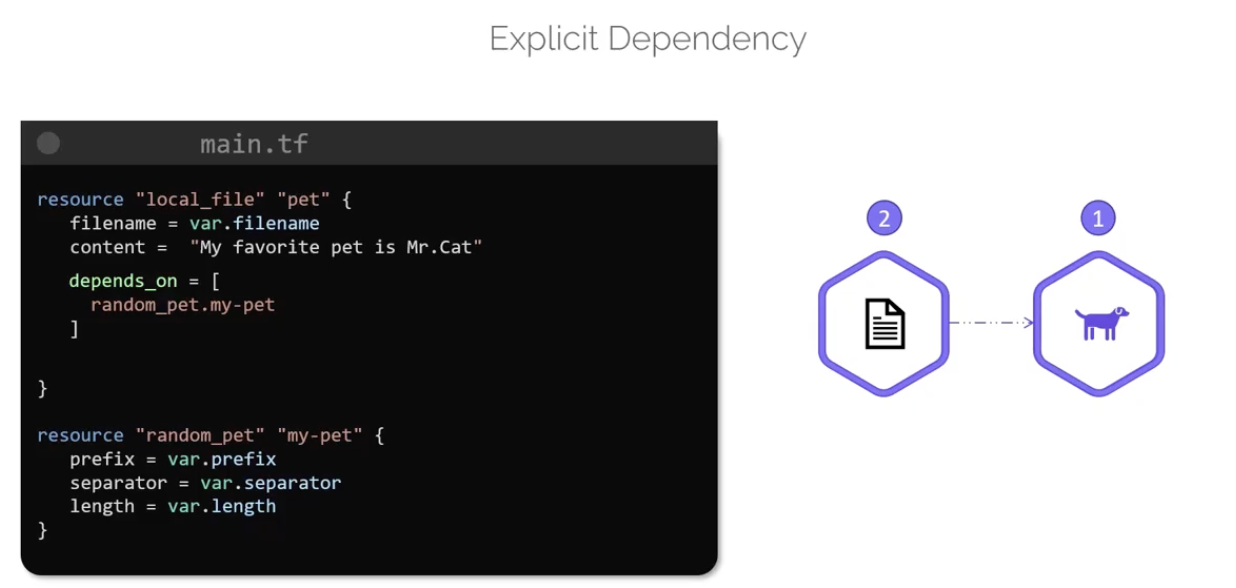 Explicit Dependency
main.tf
resource "local_file" "pet" {
filename = var.filename
content = "My favorite pet is Mr.Cat"
depends_on = [
random_pet.my-pet
]
}
resource "random_pet" "my-pet" {
prefix = var.prefix
separator = var.separator
length = var.length
}
2
1